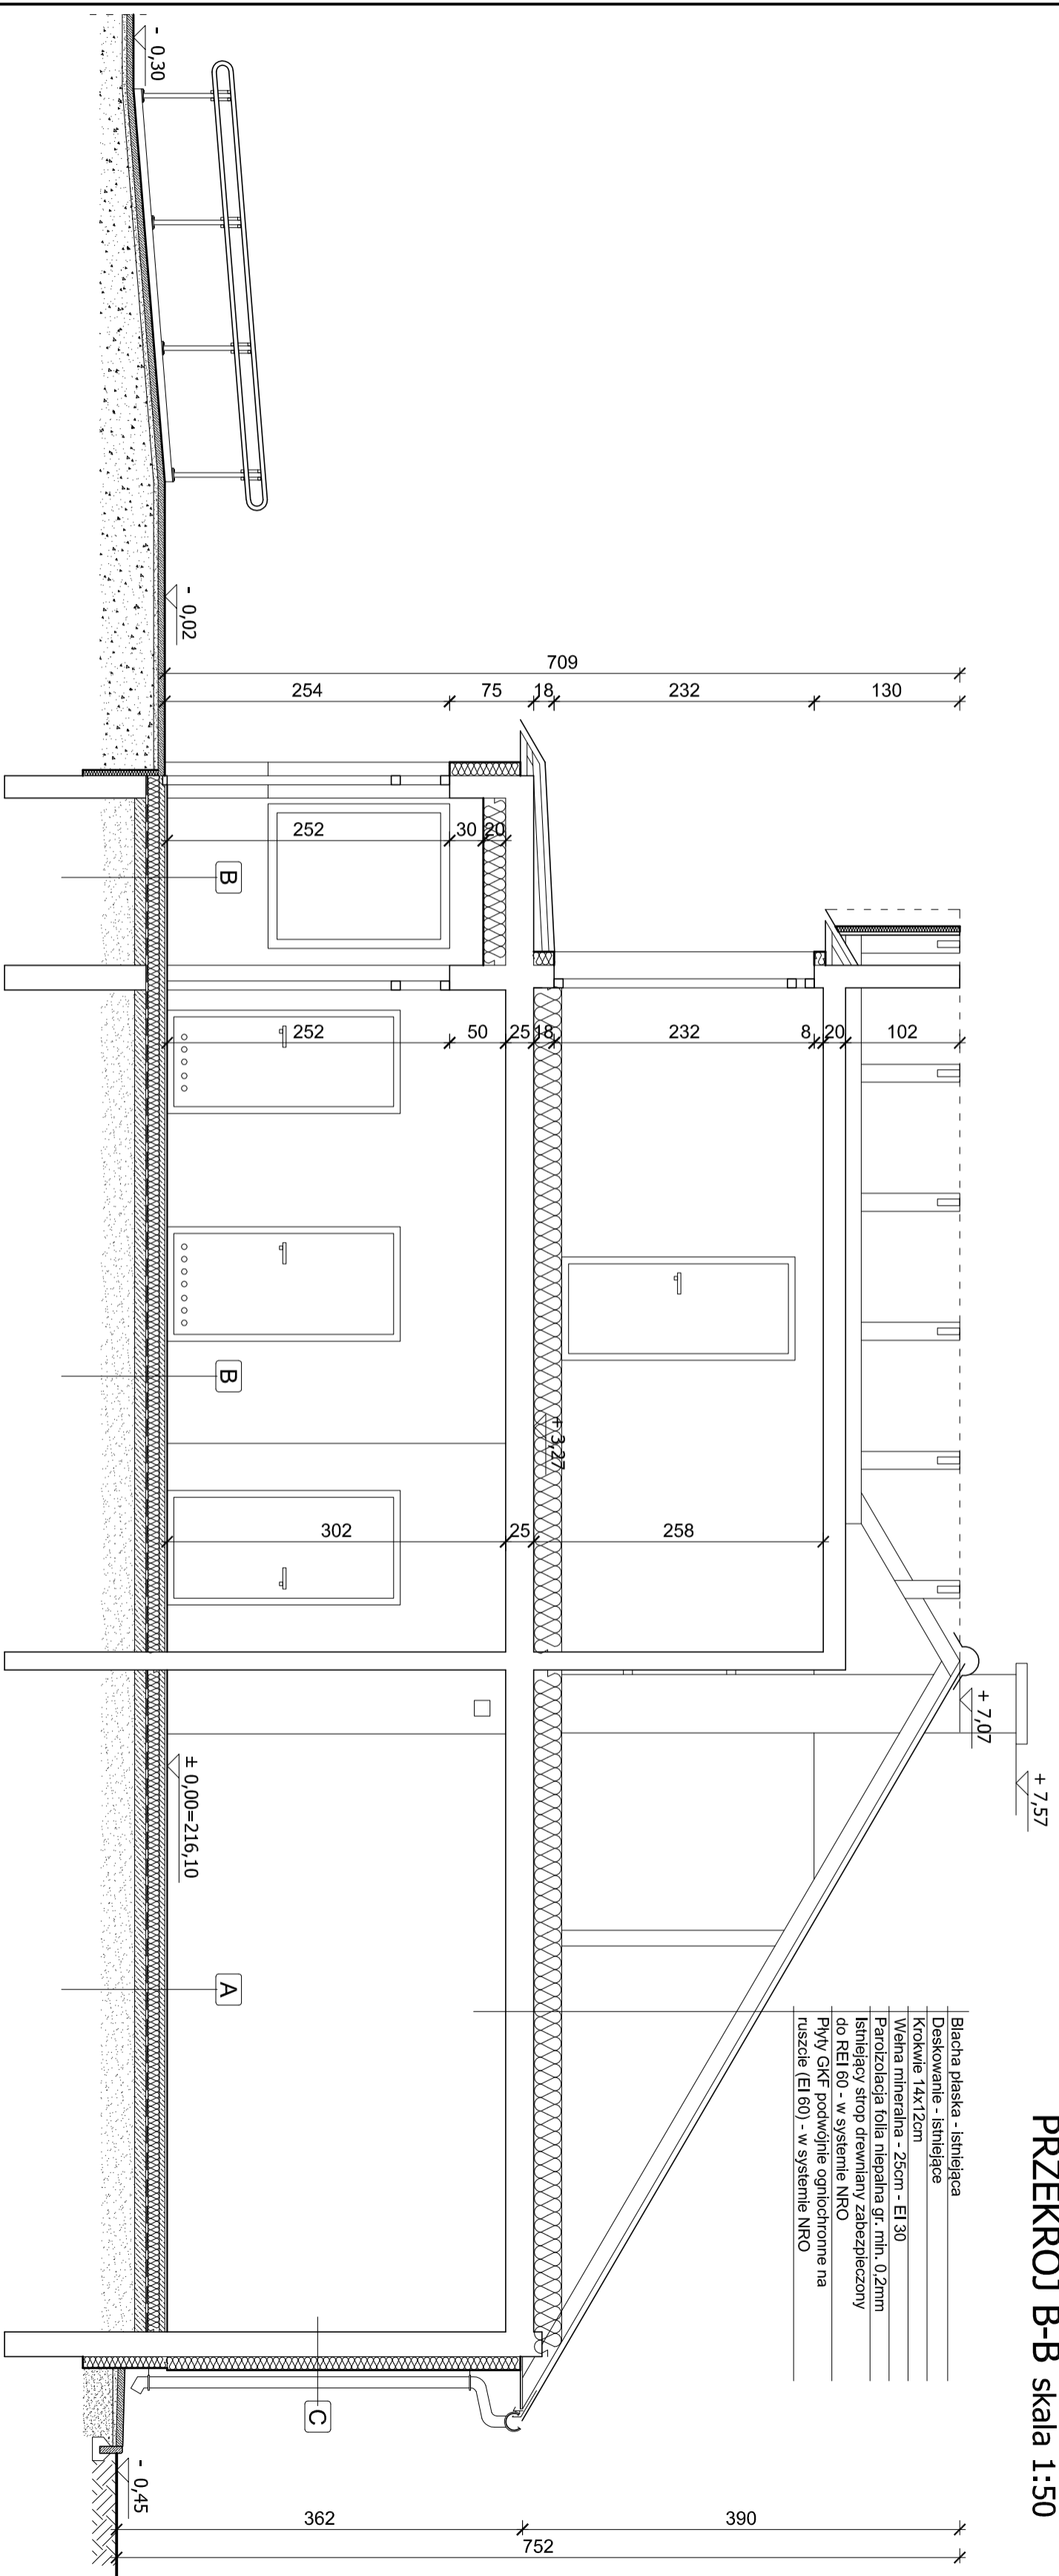 PRZEKRÓJ B-B skala 1:50
Blacha płaska - istniejąca
Deskowanie - istniejące
Krokwie 14x12cm
Wełna mineralna - 25cm - EI 30
Paroizolacja folia niepalna gr. min. 0,2mm
Istniejący strop drewniany zabezpieczony
do REI 60 - w systemie NRO
Płyty GKF podwójnie ogniochronne na
ruszcie (EI 60) - w systemie NRO
+ 7,57
+ 7,07
+ 3,27
± 0,00=216,10
- 0,02
- 0,30
- 0,45
709
254
75
18
232
130
252
30
20
252
50
25
18
232
8
20
102
302
25
258
362
390
752
B
B
A
C